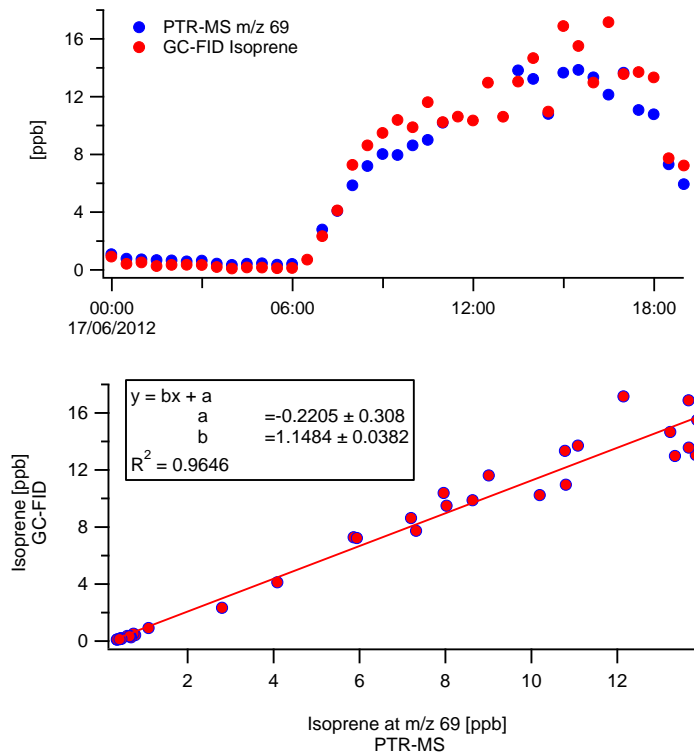 16
12
8
4
0
[ppb]
PTR-MS m/z 69
GC-FID Isoprene
00:00
06:00
12:00
18:00
17/06/2012
16
12
8
4
0
Isoprene [ppb]
GC-FID
y = bx + a
a =-0.2205 ± 0.308
b =1.1484 ± 0.0382
R² = 0.9646
2
4
6
8
10
12
Isoprene at m/z 69 [ppb]
PTR-MS